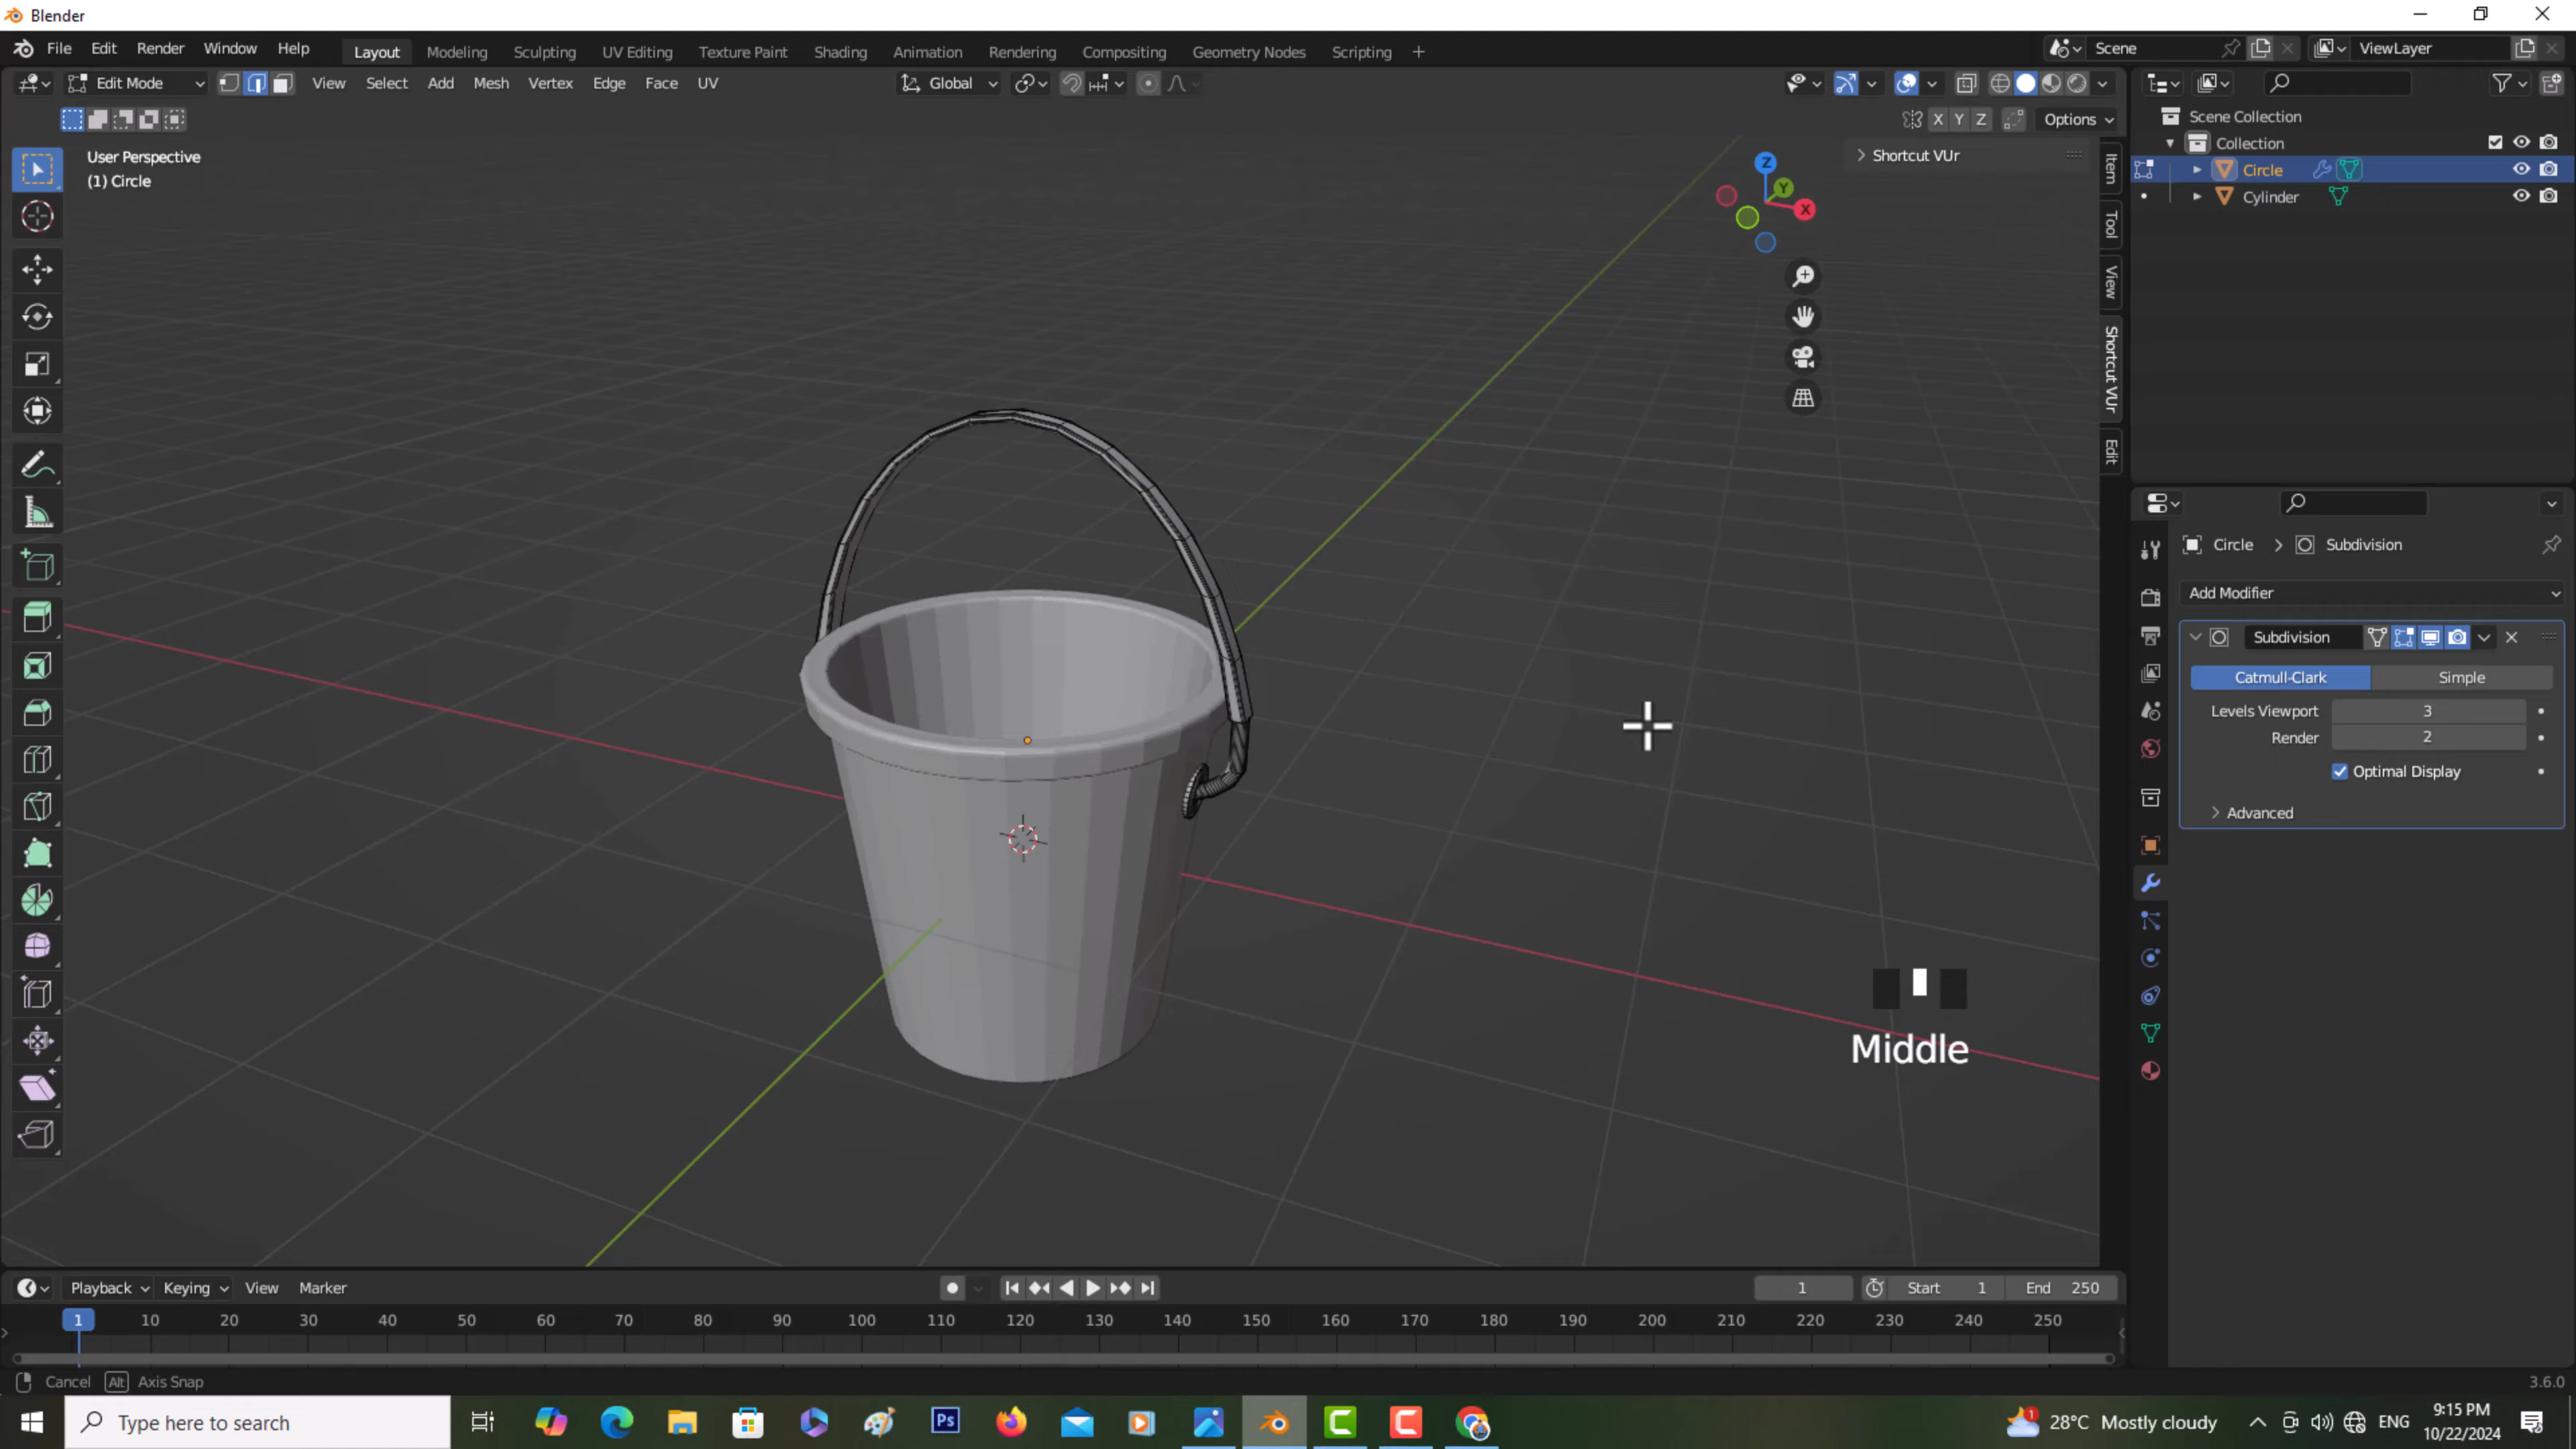 Blender
File Edit Render Window Help Layout Modeling Sculpting UV Editing Texture Paint Shading Animation Rendering Compositing Geometry Nodes Scripting + Scene ViewLayer
Edit Mode View Select Add Mesh Vertex Edge Face UV Global
X Y Z Options
User Perspective
(1) Circle
Shortcut VUr
Z
Y
X
Item
Tool
View
Shortcut VUr
Edit
Scene Collection
Collection
Circle
Cylinder
Circle > Subdivision
Add Modifier
Subdivision
Catmull-Clark Simple
Levels Viewport 3
Render 2
Optimal Display
Advanced
Middle
Playback Keying View Marker 1 Start 1 End 250
1 10 20 30 40 50 60 70 80 90 100 110 120 130 140 150 160 170 180 190 200 210 220 230 240 250
Cancel Alt Axis Snap 3.6.0
Type here to search
Ps
1
28°C Mostly cloudy
ENG
9:15 PM
10/22/2024